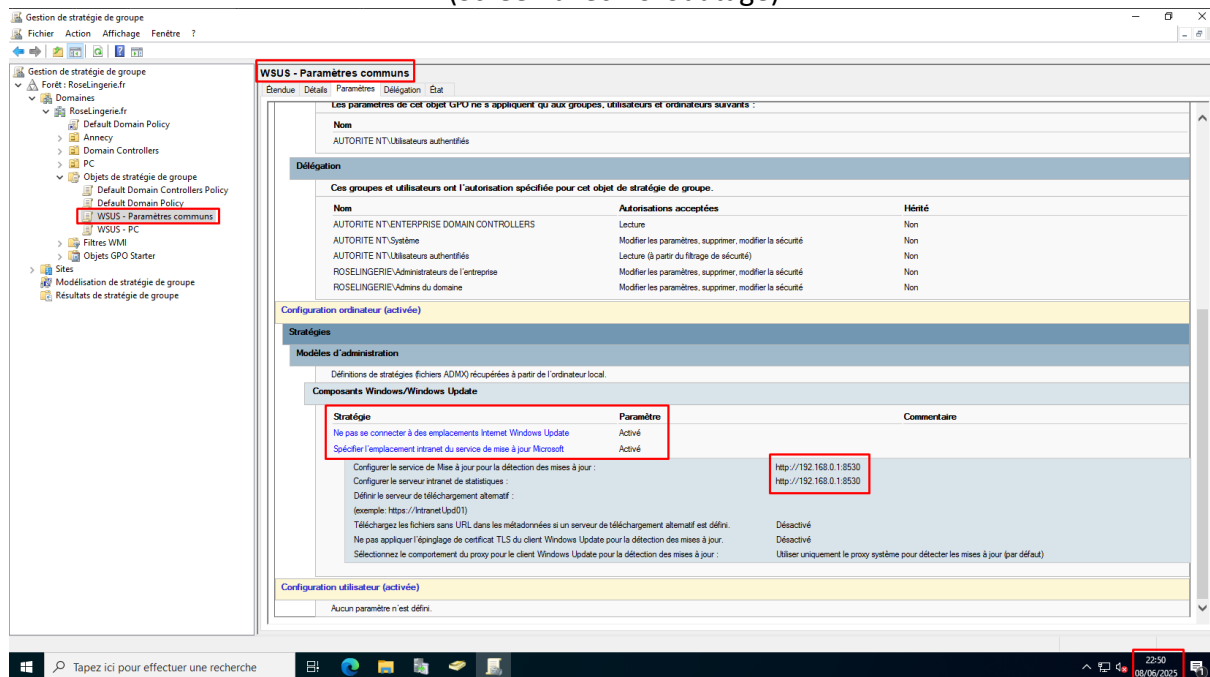 Gestion de stratégie de groupe
Fichier Action Affichage Fenêtre ?
Gestion de stratégie de groupe
Forêt : RoseLingerie.fr
Domaines
RoseLingerie.fr
Default Domain Policy
Annecy
Domain Controllers
PC
Objets de stratégie de groupe
Default Domain Controllers Policy
Default Domain Policy
WSUS - Paramètres communs
WSUS - PC
Filtres WMI
Objets GPO Starter
Sites
Modélisation de stratégie de groupe
Résultats de stratégie de groupe
WSUS - Paramètres communs
Étendue Détails Paramètres Délégation État
Les paramètres de cet objet GPO ne s'appliquent qu'aux groupes, utilisateurs et ordinateurs suivants :
Nom
AUTORITE NT\Utilisateurs authentifiés
Délégation
Ces groupes et utilisateurs ont l'autorisation spécifiée pour cet objet de stratégie de groupe.
Nom Autorisations acceptées Hérité
AUTORITE NT\ENTERPRISE DOMAIN CONTROLLERS Lecture Non
AUTORITE NT\Système Modifier les paramètres, supprimer, modifier la sécurité Non
AUTORITE NT\Utilisateurs authentifiés Lecture (à partir du filtrage de sécurité) Non
ROSELINGERIE\Administrateurs de l'entreprise Modifier les paramètres, supprimer, modifier la sécurité Non
ROSELINGERIE\Admins du domaine Modifier les paramètres, supprimer, modifier la sécurité Non
Configuration ordinateur (activée)
Stratégies
Modèles d'administration
Définitions de stratégies (fichiers ADMX) récupérées à partir de l'ordinateur local.
Composants Windows/Windows Update
Stratégie Paramètre Commentaire
Ne pas se connecter à des emplacements Internet Windows Update Activé
Spécifier l'emplacement intranet du service de mise à jour Microsoft Activé
Configurer le service de Mise à jour pour la détection des mises à jour : http://192.168.0.1:8530
Configurer le serveur intranet de statistiques : http://192.168.0.1:8530
Définir le serveur de téléchargement alternatif :
(exemple: https://IntranetUpd01)
Téléchargez les fichiers sans URL dans les métadonnées si un serveur de téléchargement alternatif est défini. Désactivé
Ne pas appliquer l'épinglage de certificat TLS du client Windows Update pour la détection des mises à jour. Désactivé
Sélectionnez le comportement du proxy pour le client Windows Update pour la détection des mises à jour : Utiliser uniquement le proxy système pour détecter les mises à jour (par défaut)
Configuration utilisateur (activée)
Aucun paramètre n'est défini.
Tapez ici pour effectuer une recherche
22:50
08/06/2025